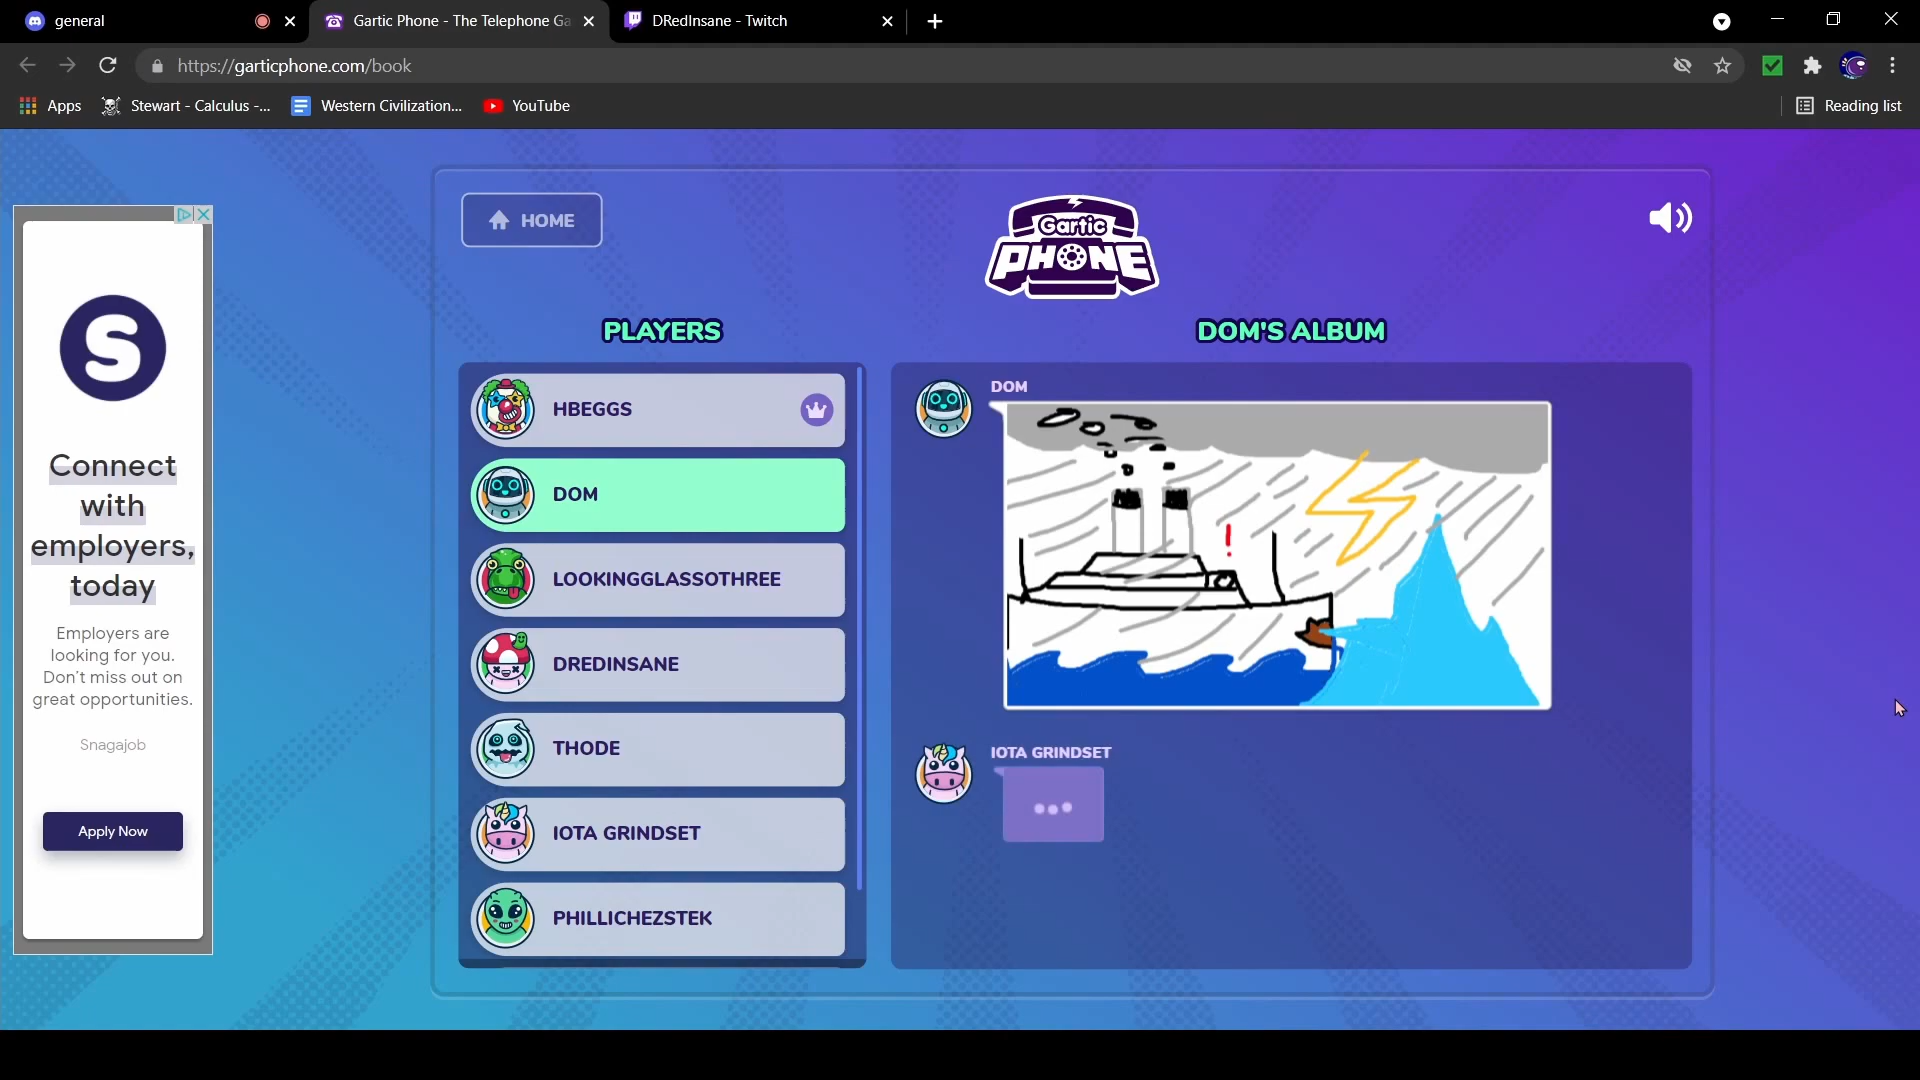 general
Gartic Phone - The Telephone Ga
DRedInsane - Twitch
https://garticphone.com/book
Apps
Stewart - Calculus -...
Western Civilization...
YouTube
Reading list
HOME
Gartic
PHONE
PLAYERS
DOM'S ALBUM
HBEGGS
DOM
LOOKINGGLASSOTHREE
DREDINSANE
THODE
IOTA GRINDSET
PHILLICHEZSTEK
DOM
!
IOTA GRINDSET
S
Connect
with
employers,
today
Employers are
looking for you.
Don't miss out on
great opportunities.
Snagajob
Apply Now